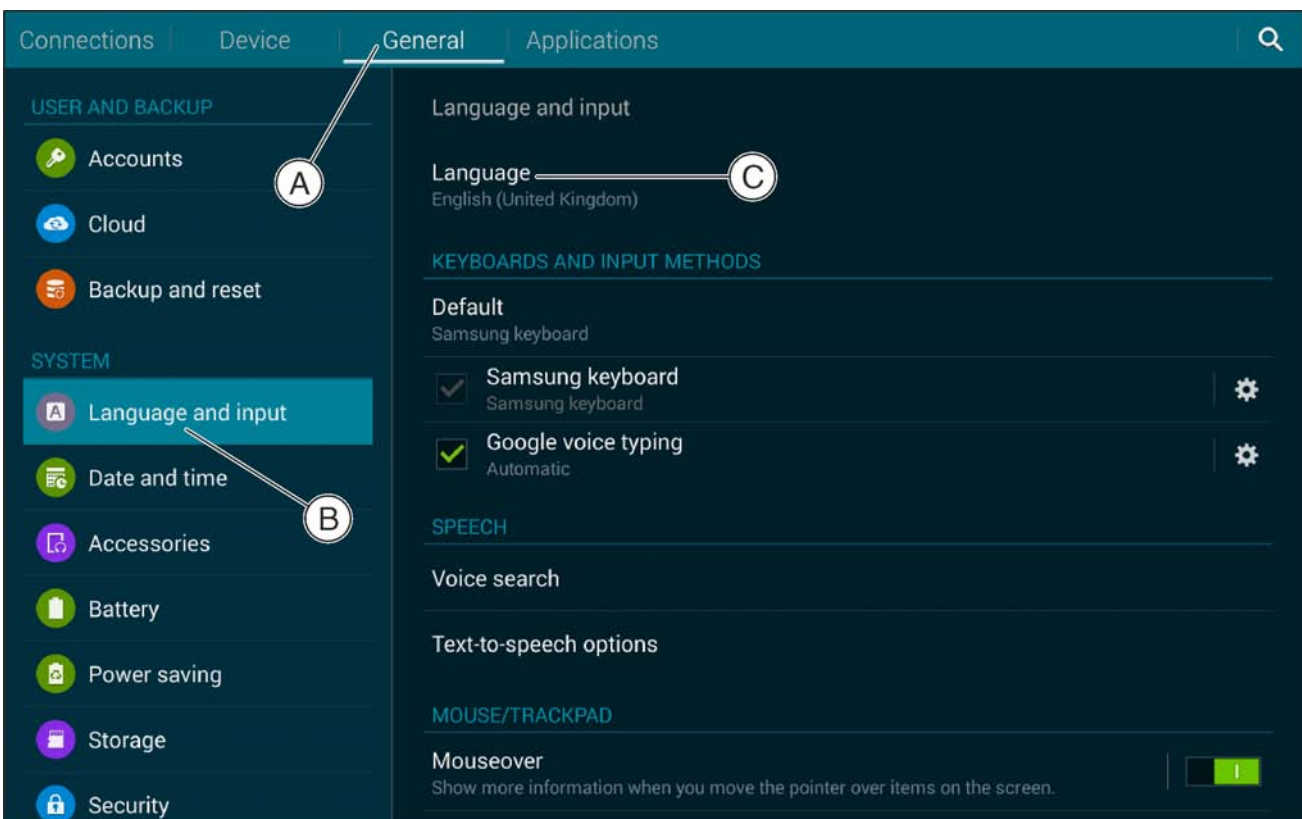 Connections Device General Applications
USER AND BACKUP
Accounts
A
Cloud
Backup and reset
SYSTEM
A Language and input
Date and time
B
Accessories
Battery
Power saving
Storage
Security
Language and input
Language C
English (United Kingdom)
KEYBOARDS AND INPUT METHODS
Default
Samsung keyboard
Samsung keyboard
Samsung keyboard
Google voice typing
Automatic
SPEECH
Voice search
Text-to-speech options
MOUSE/TRACKPAD
Mouseover
Show more information when you move the pointer over items on the screen.